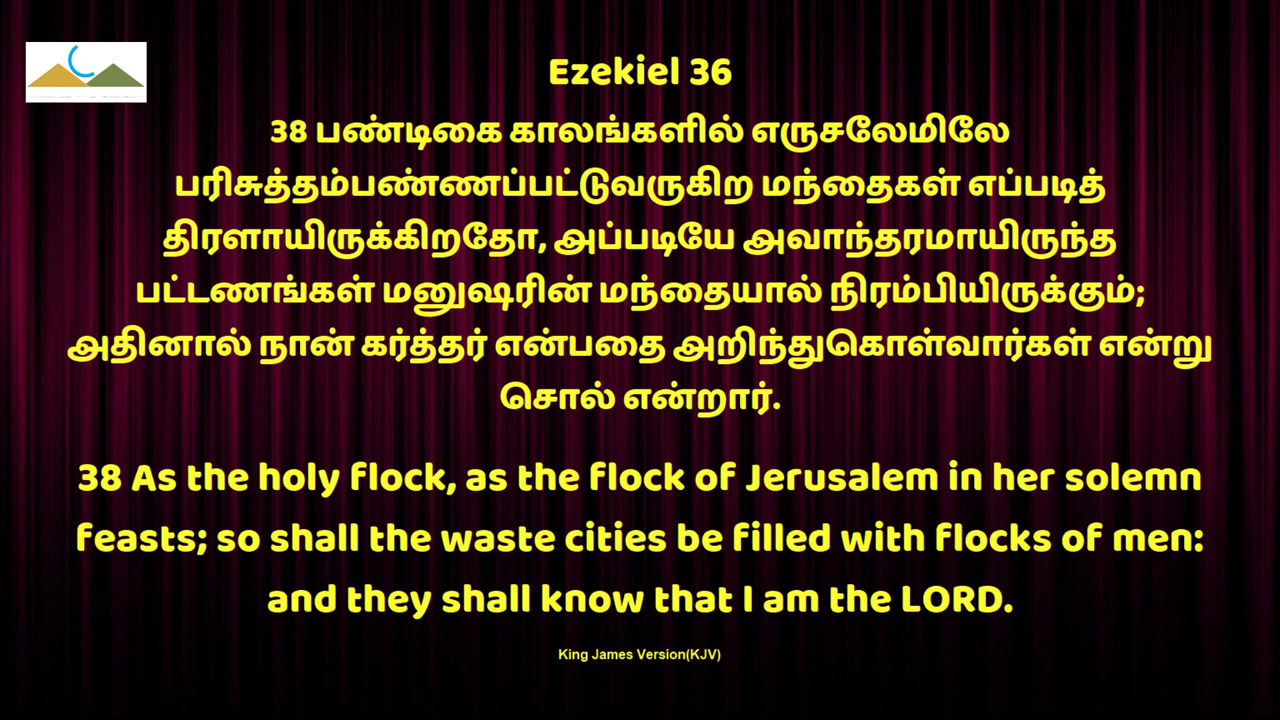 Ezekiel 36
38 பண்டிகை காலங்களில் எருசலேமிலே
பரிசுத்தம்பண்ணப்பட்டுவருகிற மந்தைகள் எப்படித்
திரளாயிருக்கிறதோ, அப்படியே அவாந்தரமாயிருந்த
பட்டணங்கள் மனுஷரின் மந்தையால் நிரம்பியிருக்கும்;
அதினால் நான் கர்த்தர் என்பதை அறிந்துகொள்வார்கள் என்று
சொல் என்றார்.
38 As the holy flock, as the flock of Jerusalem in her solemn
feasts; so shall the waste cities be filled with flocks of men:
and they shall know that I am the LORD.
King James Version(KJV)